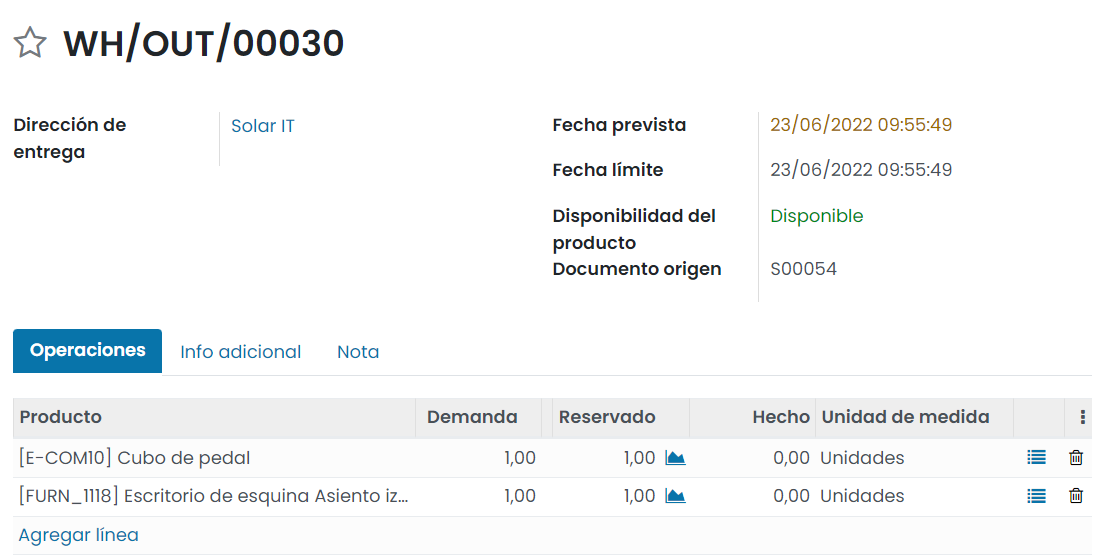 WH/OUT/00030
Dirección de
entrega
Solar IT
Fecha prevista
23/06/2022 09:55:49
Fecha límite
23/06/2022 09:55:49
Disponibilidad del
producto
Disponible
Documento origen
S00054
Operaciones
Info adicional
Nota
Producto Demanda Reservado Hecho Unidad de medida
[E-COM10] Cubo de pedal 1,00 1,00 0,00 Unidades
[FURN_1118] Escritorio de esquina Asiento iz... 1,00 1,00 0,00 Unidades
Agregar línea